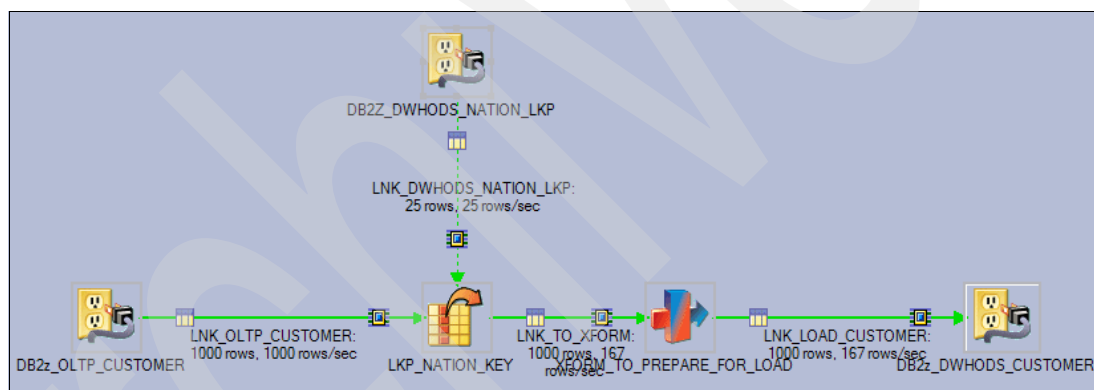 DB2Z_DWHODS_NATION_LKP
LNK_DWHODS_NATION_LKP:
25 rows, 25 rows/sec
LNK_OLTP_CUSTOMER:
1000 rows, 1000 rows/sec
LNK_TO_XFORM:
1000 rows, 167
rows/sec
LNK_LOAD_CUSTOMER:
1000 rows, 167 rows/sec
DB2z_OLTP_CUSTOMER
LKP_NATION_KEY
XFORM_TO_PREPARE_FOR_LOAD
DB2z_DWHODS_CUSTOMER